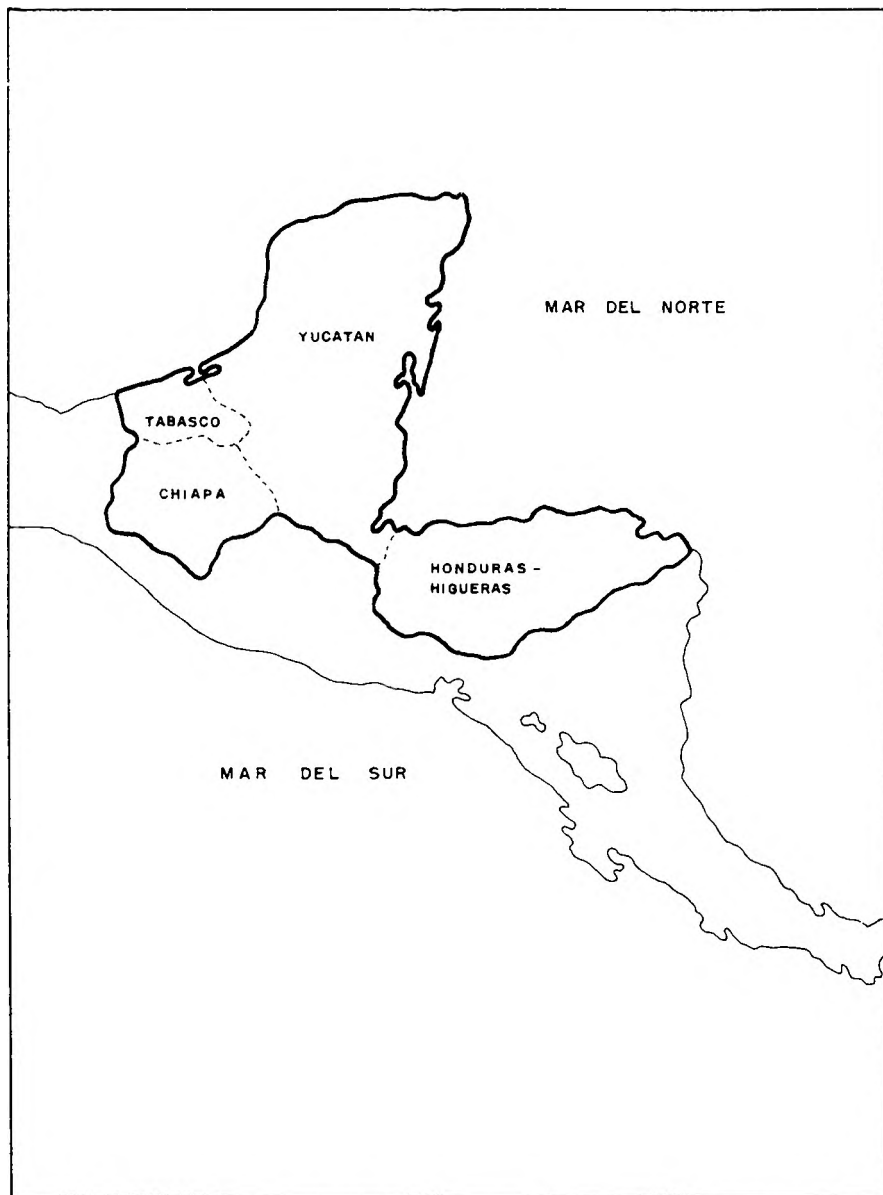 MAR DEL NORTE
YUCATAN
TABASCO
CHIAPA
HONDURAS -
HIGUERAS
MAR DEL SUR